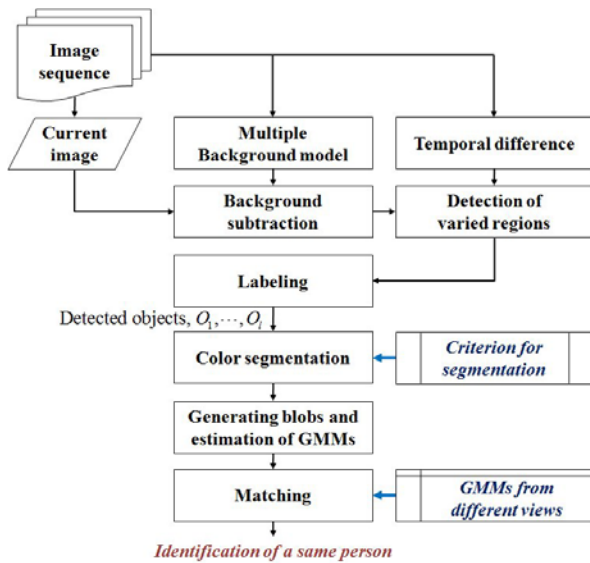 Image
sequence
Current
image
Multiple
Background model
Temporal difference
Background
subtraction
Detection of
varied regions
Labeling
Detected objects, O₁,⋯,Oₗ
Color segmentation
Criterion for
segmentation
Generating blobs and
estimation of GMMs
Matching
GMMs from
different views
Identification of a same person